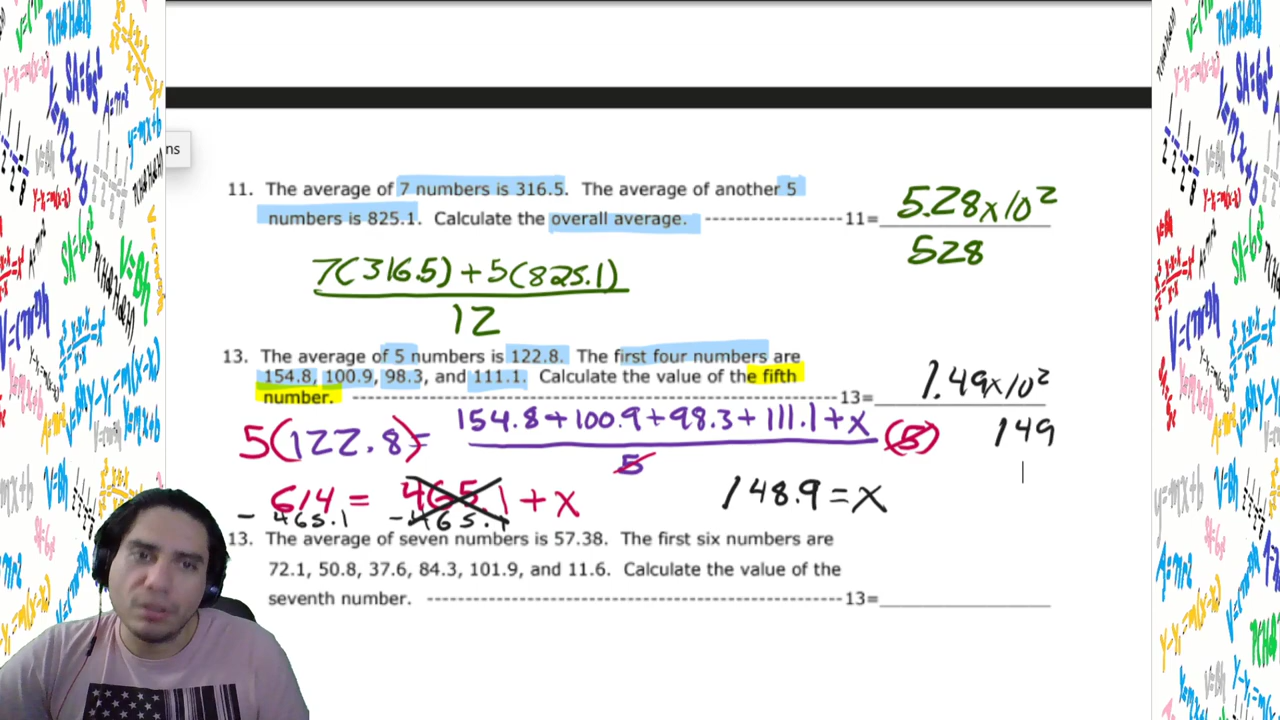 ns
11. The average of 7 numbers is 316.5. The average of another 5
numbers is 825.1. Calculate the overall average. -----------------11=
5.28x10²
528
7(316.5)+5(825.1)
12
13. The average of 5 numbers is 122.8. The first four numbers are
154.8, 100.9, 98.3, and 111.1. Calculate the value of the fifth
number. ------------------------------------------------------------13=
1.49x10²
149
5(122.8)= 154.8+100.9+98.3+111.1+x (5)
5
614 = 465.1 + x
148.9=x
- 465.1 -465.1
13. The average of seven numbers is 57.38. The first six numbers are
72.1, 50.8, 37.6, 84.3, 101.9, and 11.6. Calculate the value of the
seventh number. ---------------------------------------------------13=